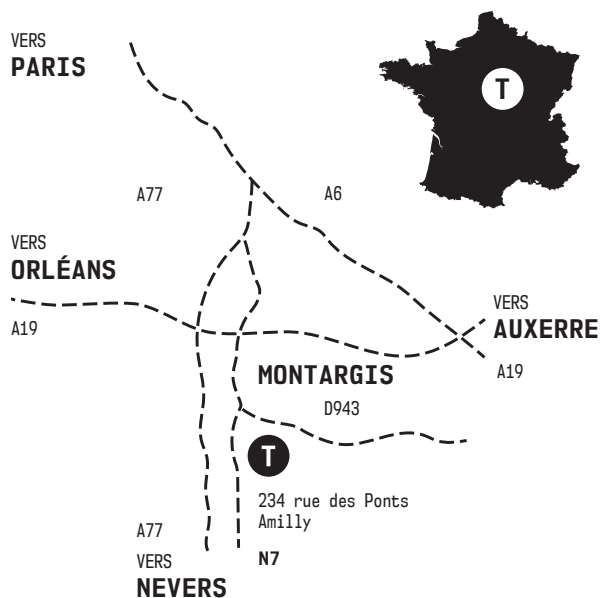 VERS
PARIS
T
A77
A6
VERS
ORLÉANS
A19
VERS
AUXERRE
A19
MONTARGIS
D943
T
234 rue des Ponts
Amilly
A77
N7
VERS
NEVERS